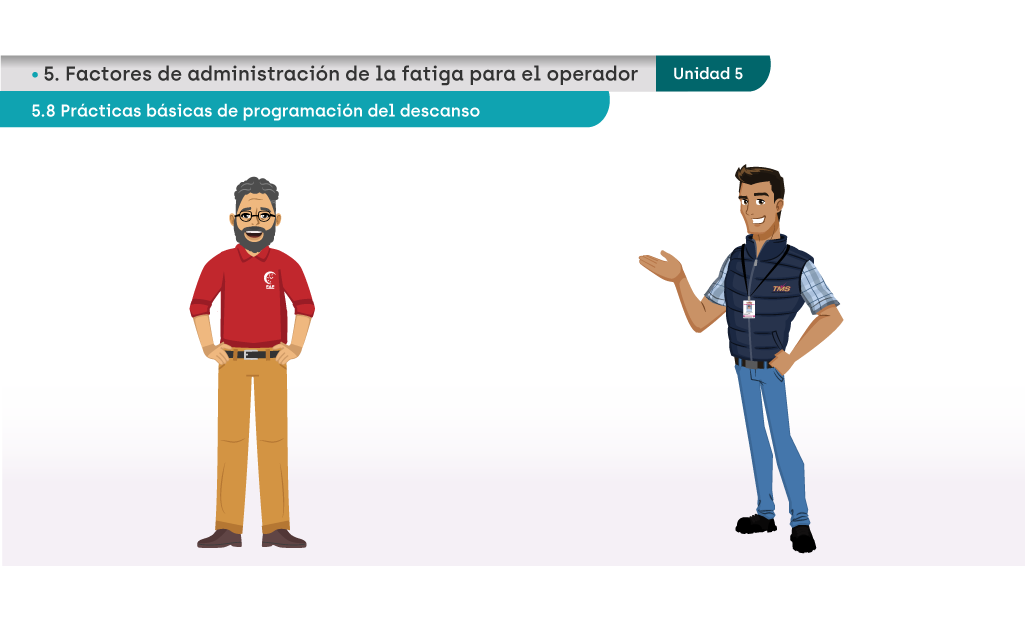 • 5. Factores de administración de la fatiga para el operador
Unidad 5
5.8 Prácticas básicas de programación del descanso
TMS